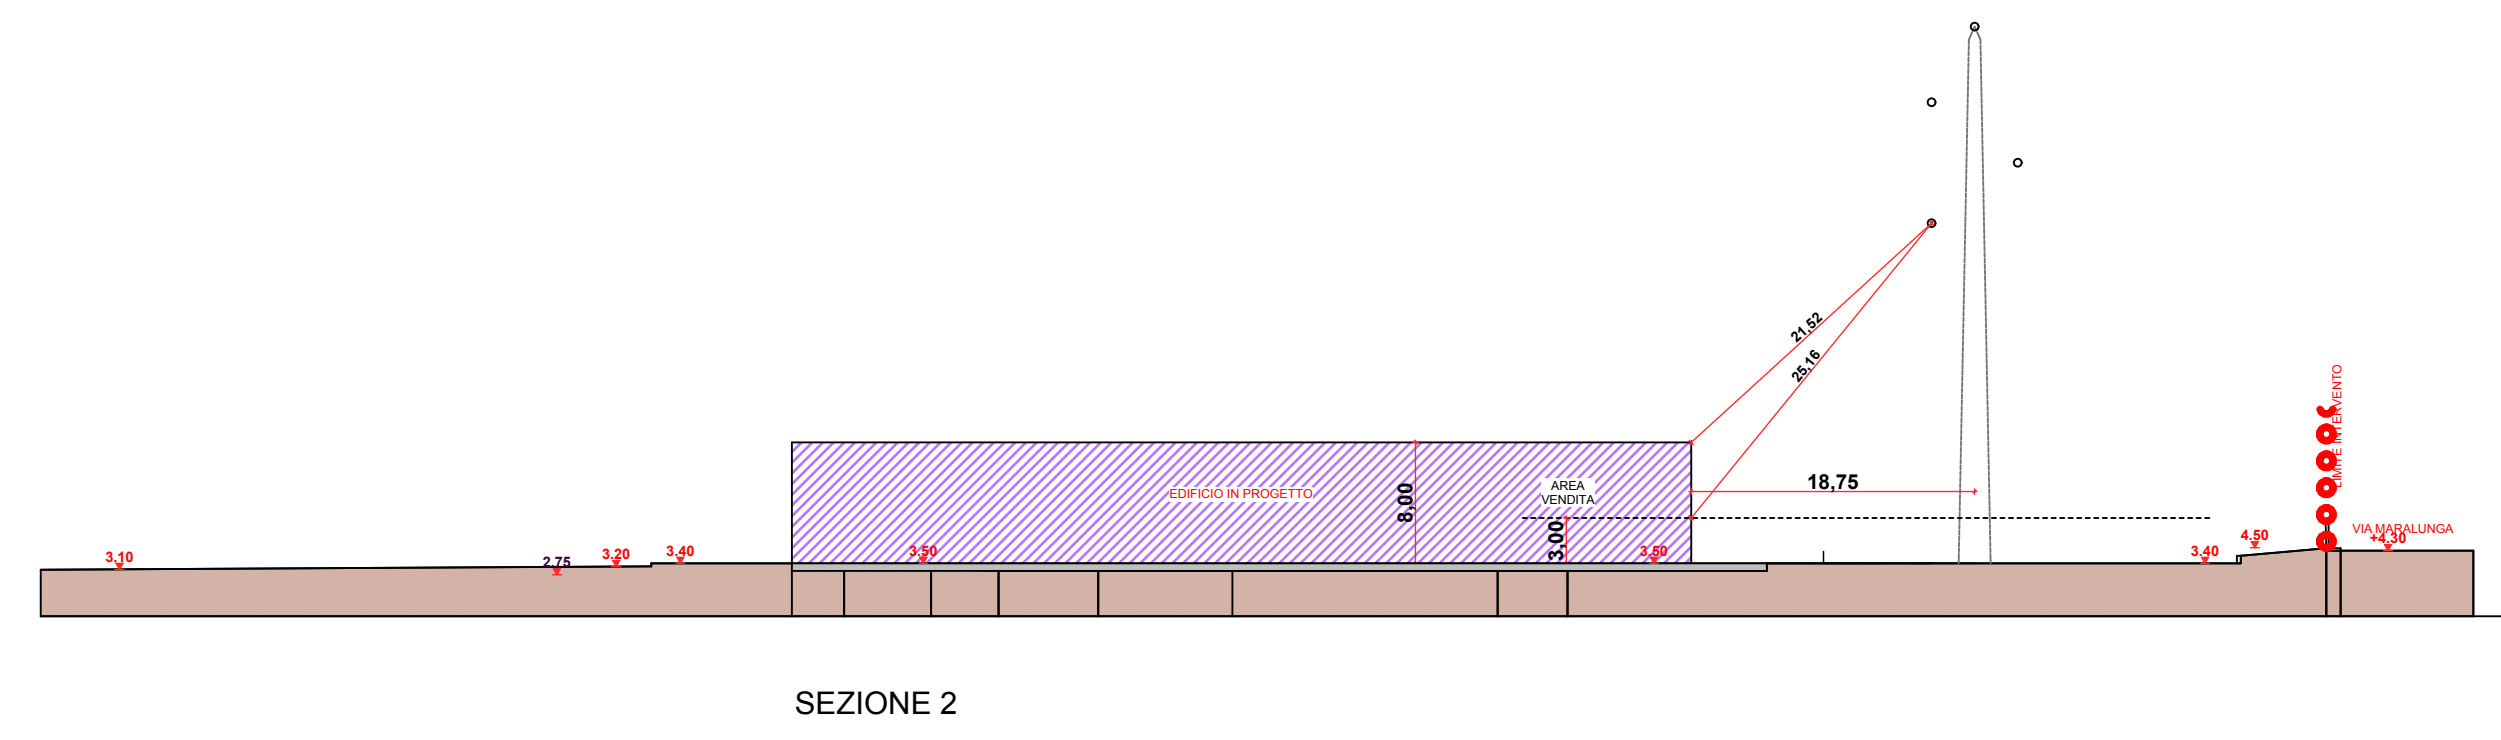 21,52
25,16
LIMITE INTERVENTO
18,75
AREA
VENDITA
EDIFICIO IN PROGETTO
8,00
3,00
VIA MARALUNGA
+4.30
4.50
3.10
2.75
3.20
3.40
3.50
3.50
3.40
SEZIONE 2